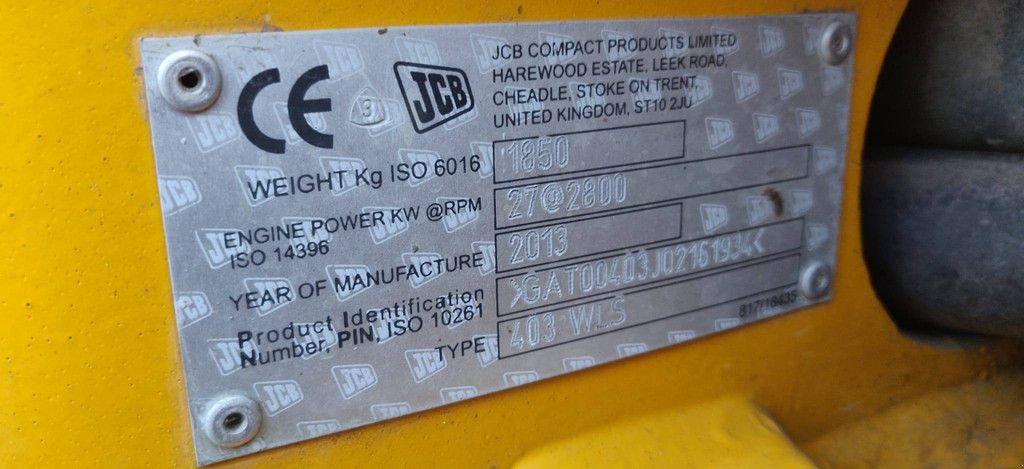 CE
JCB
JCB COMPACT PRODUCTS LIMITED
HAREWOOD ESTATE, LEEK ROAD,
CHEADLE, STOKE ON TRENT,
UNITED KINGDOM, ST10 2JU
WEIGHT Kg ISO 6016 1850
ENGINE POWER KW @RPM 27@2800
ISO 14396
YEAR OF MANUFACTURE 2013
Product Identification >GAT00403J02161934<
Number, PIN, ISO 10261
TYPE 403 WLS
817/18435